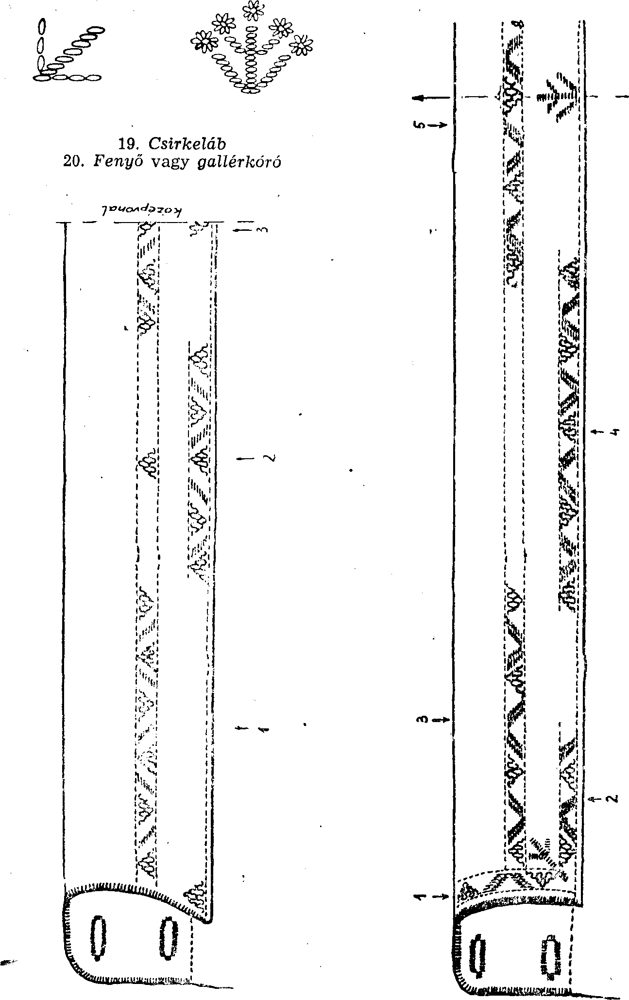 19. Csirkeláb
20. Fenyő vagy gallérkóró
középvonal
3
2
1
5
4
3
2
1